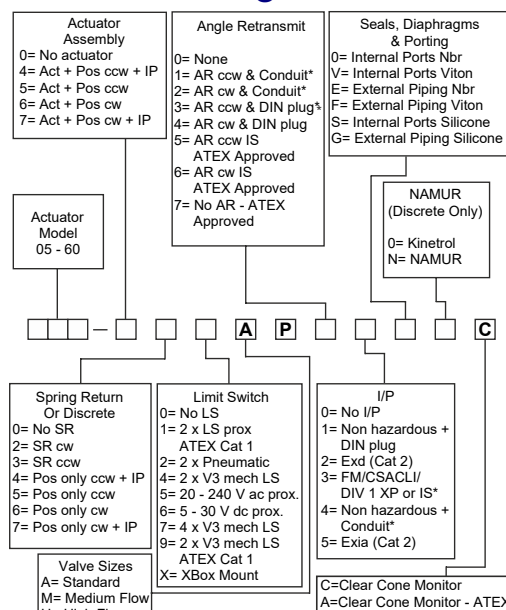 Actuator
Assembly
0= No actuator
4= Act + Pos ccw + IP
5= Act + Pos ccw
6= Act + Pos cw
7= Act + Pos cw + IP
Angle Retransmit
0= None
1= AR ccw & Conduit*
2= AR cw & Conduit*
3= AR ccw & DIN plug*
4= AR cw & DIN plug
5= AR ccw IS
ATEX Approved
6= AR cw IS
ATEX Approved
7= No AR - ATEX
Approved
Seals, Diaphragms
& Porting
0= Internal Ports Nbr
V= Internal Ports Viton
E= External Piping Nbr
F= External Piping Viton
S= Internal Ports Silicone
G= External Piping Silicone
Actuator
Model
05 - 60
NAMUR
(Discrete Only)
0= Kinetrol
N= NAMUR
A P C
Spring Return
Or Discrete
0= No SR
2= SR cw
3= SR ccw
4= Pos only ccw + IP
5= Pos only ccw
6= Pos only cw
7= Pos only cw + IP
Limit Switch
0= No LS
1= 2 x LS prox
ATEX Cat 1
2= 2 x Pneumatic
4= 2 x V3 mech LS
5= 20 - 240 V ac prox.
6= 5 - 30 V dc prox.
7= 4 x V3 mech LS
9= 2 x V3 mech LS
ATEX Cat 1
X= XBox Mount
I/P
0= No I/P
1= Non hazardous +
DIN plug
2= Exd (Cat 2)
3= FM/CSACLI/
DIV 1 XP or IS*
4= Non hazardous +
Conduit*
5= Exia (Cat 2)
Valve Sizes
A= Standard
M= Medium Flow
C=Clear Cone Monitor
A=Clear Cone Monitor - ATEX